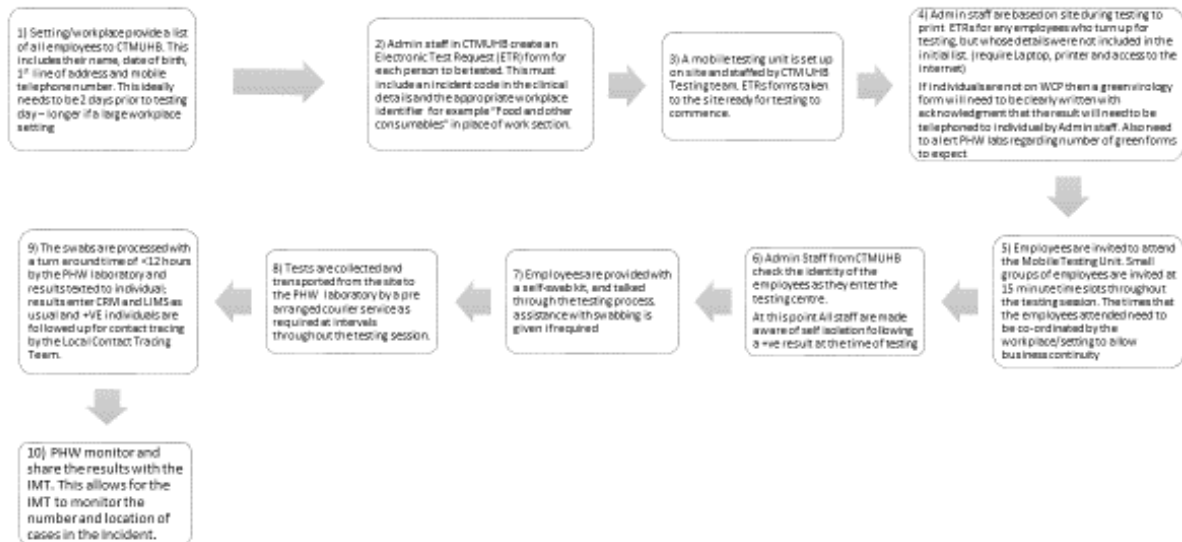 1) Setting/workplace provide a list
of all employees to CTMUHB. This
includes their name, date of birth,
1st line of address and mobile
telephone number. This ideally
needs to be 2 days prior to testing
day – longer if a large workplace
setting
2) Admin staff in CTMUHB create an
Electronic Test Request (ETR) form for
each person to be tested. This must
include an incident code in the clinical
details and the appropriate workplace
identifier for example "Food and other
consumables" in place of work section.
3) A mobile testing unit is set up
on site and staffed by CTM UHB
Testing team. ETRs forms taken
to the site ready for testing to
commence.
4) Admin staff are based on site during testing to
print ETRs for any employees who turn up for
testing, but whose details were not included in the
initial list. (require Laptop, printer and access to the
internet)
If individuals are not on WCP then a green virology
form will need to be clearly written with
acknowledgment that the result will need to be
telephoned to individual by Admin staff. Also need
to alert PHW labs regarding number of green forms
to expect
5) Employees are invited to attend
the Mobile Testing Unit. Small
groups of employees are invited at
15 minute time slots throughout
the testing session. The times that
the employees attended need to
be co-ordinated by the
workplace/setting to allow
business continuity
6) Admin Staff from CTMUHB
check the identity of the
employees as they enter the
testing centre.
At this point All staff are made
aware of self isolation following
a +ve result at the time of testing
7) Employees are provided with
a self-swab kit, and talked
through the testing process,
assistance with swabbing is
given if required
8) Tests are collected and
transported from the site to
the PHW laboratory by a pre
arranged courier service as
required at intervals
throughout the testing session.
9) The swabs are processed with
a turn around time of <12 hours
by the PHW laboratory and
results texted to individual;
results enter CRM and LIMS as
usual and +VE individuals are
followed up for contact tracing
by the Local Contact Tracing
Team.
10) PHW monitor and
share the results with the
IMT. This allows for the
IMT to monitor the
number and location of
cases in the Incident.